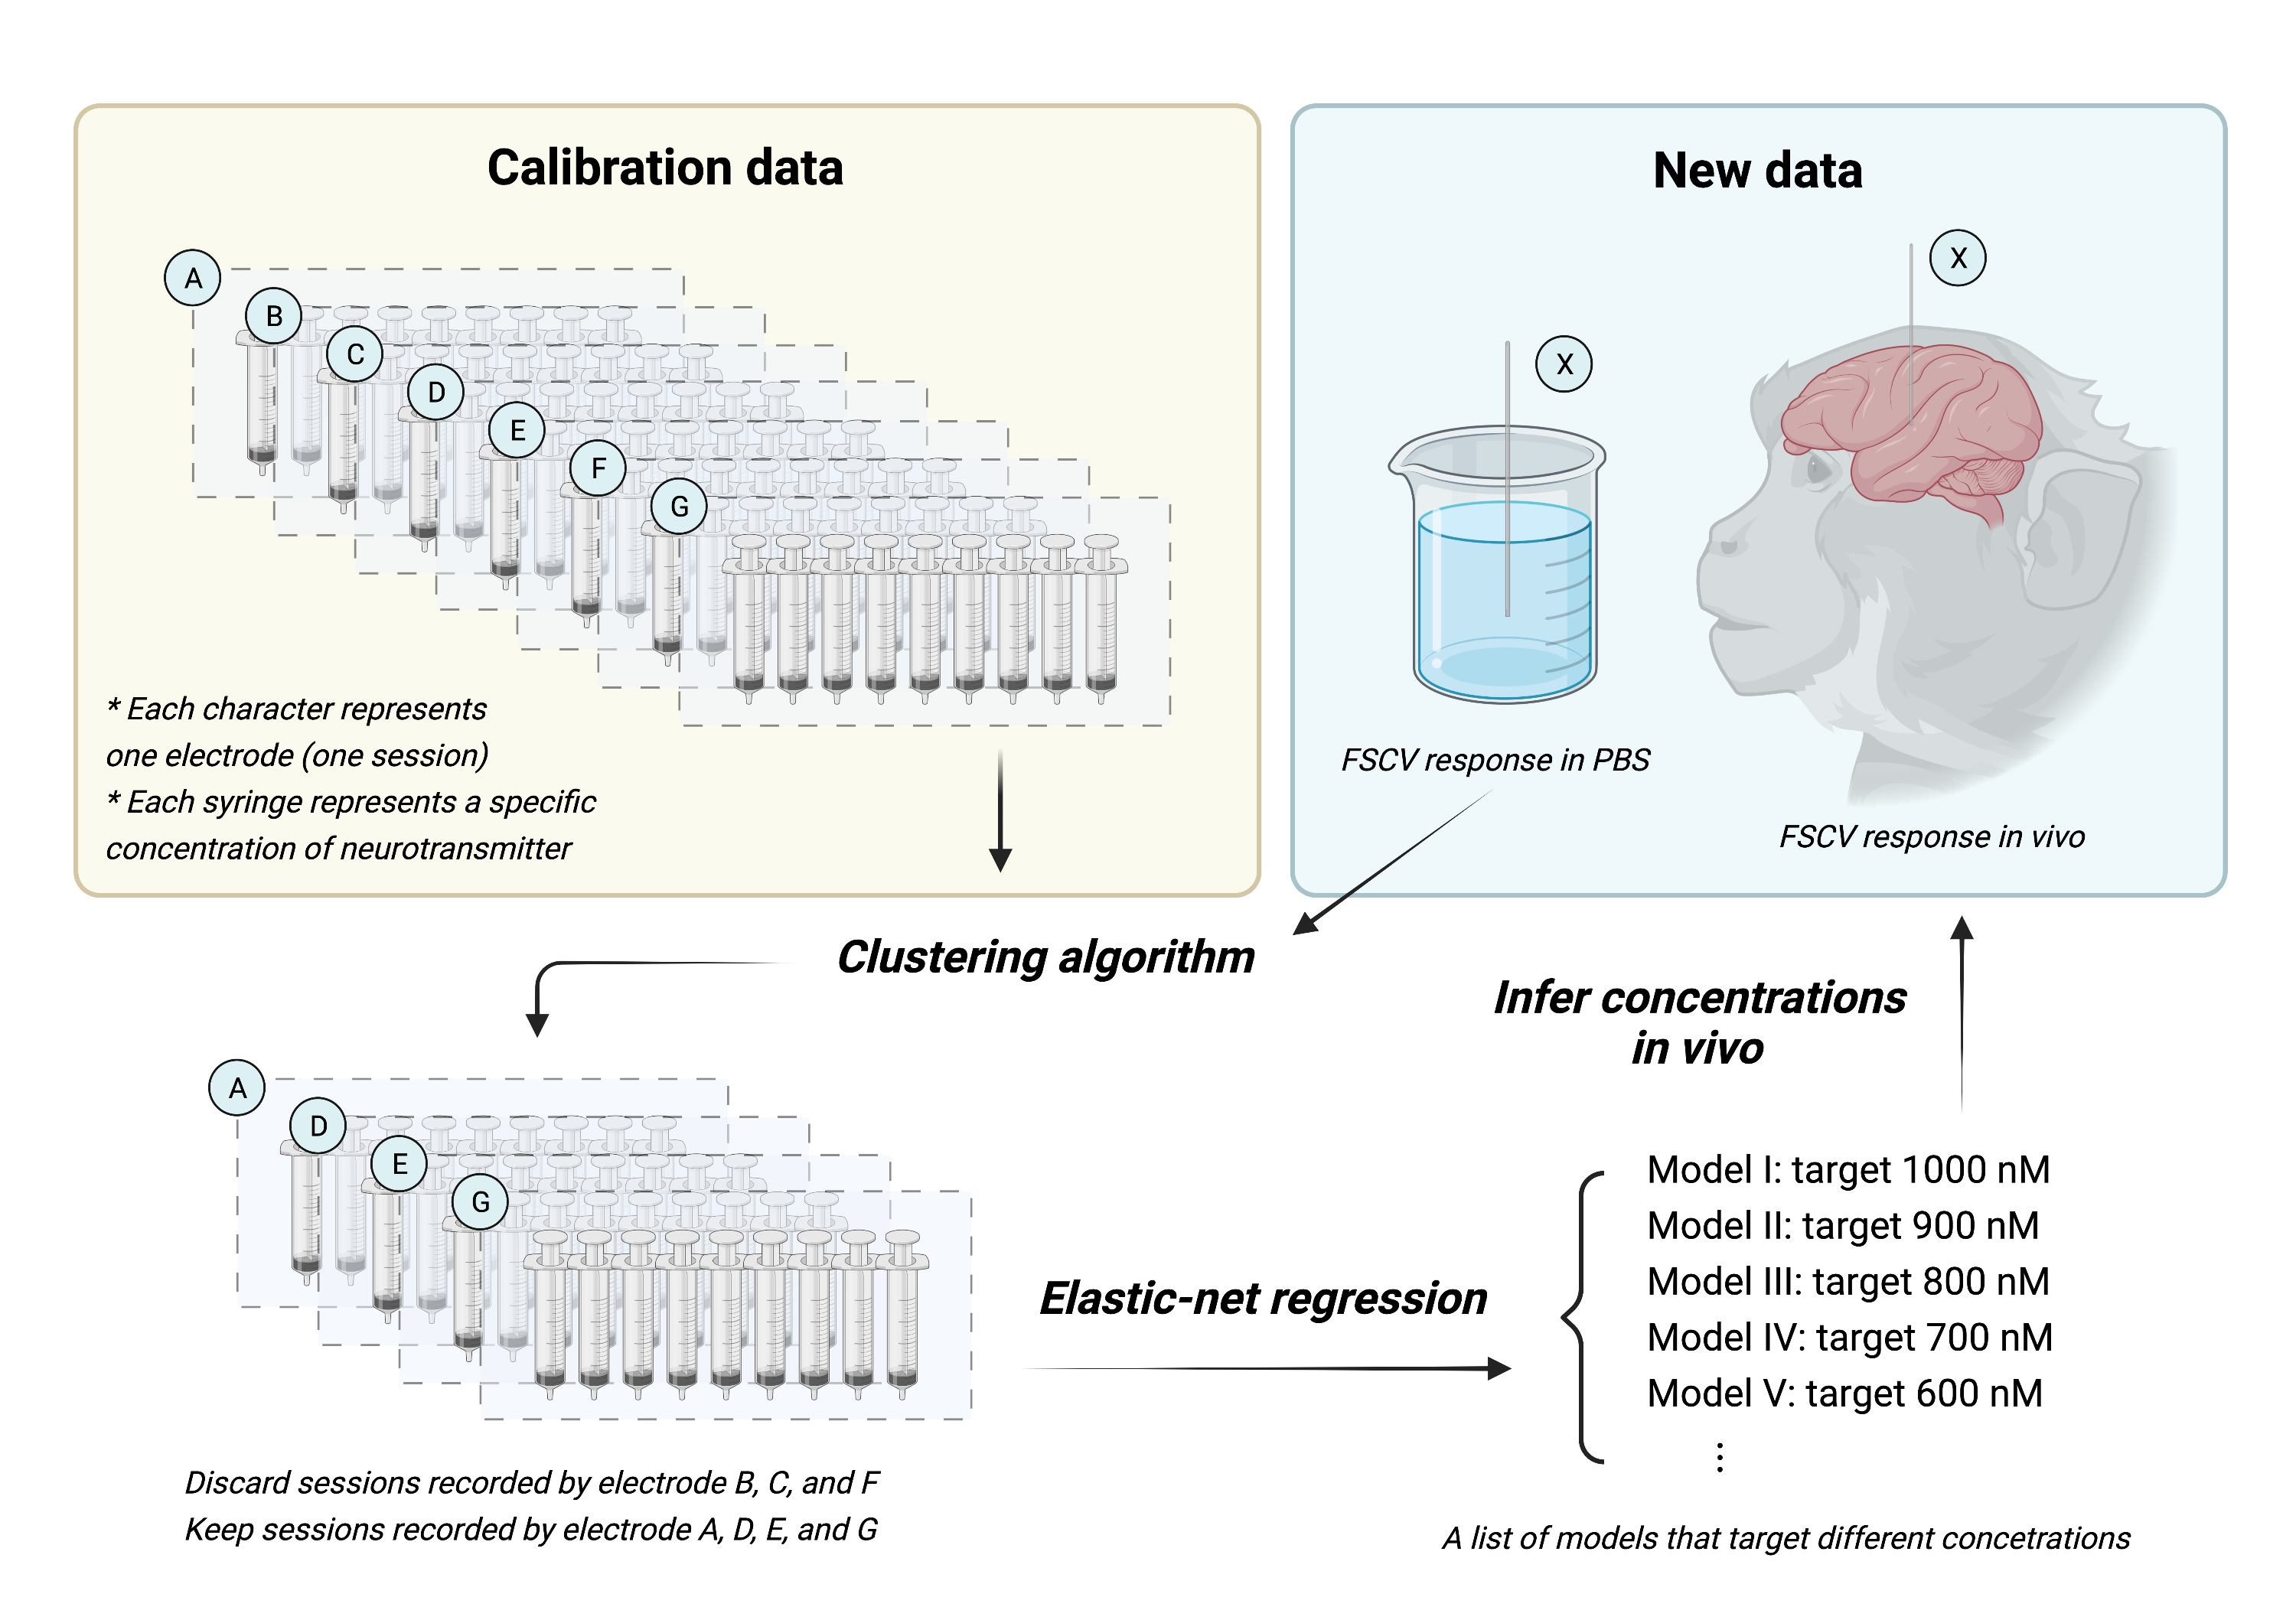 Calibration data
A
B
C
D
E
F
G
* Each character represents
one electrode (one session)
* Each syringe represents a specific
concentration of neurotransmitter
New data
X
X
FSCV response in PBS
FSCV response in vivo
Clustering algorithm
A
D
E
G
Discard sessions recorded by electrode B, C, and F
Keep sessions recorded by electrode A, D, E, and G
Elastic-net regression
Infer concentrations
in vivo
Model I: target 1000 nM
Model II: target 900 nM
Model III: target 800 nM
Model IV: target 700 nM
Model V: target 600 nM
⋮
A list of models that target different concetrations